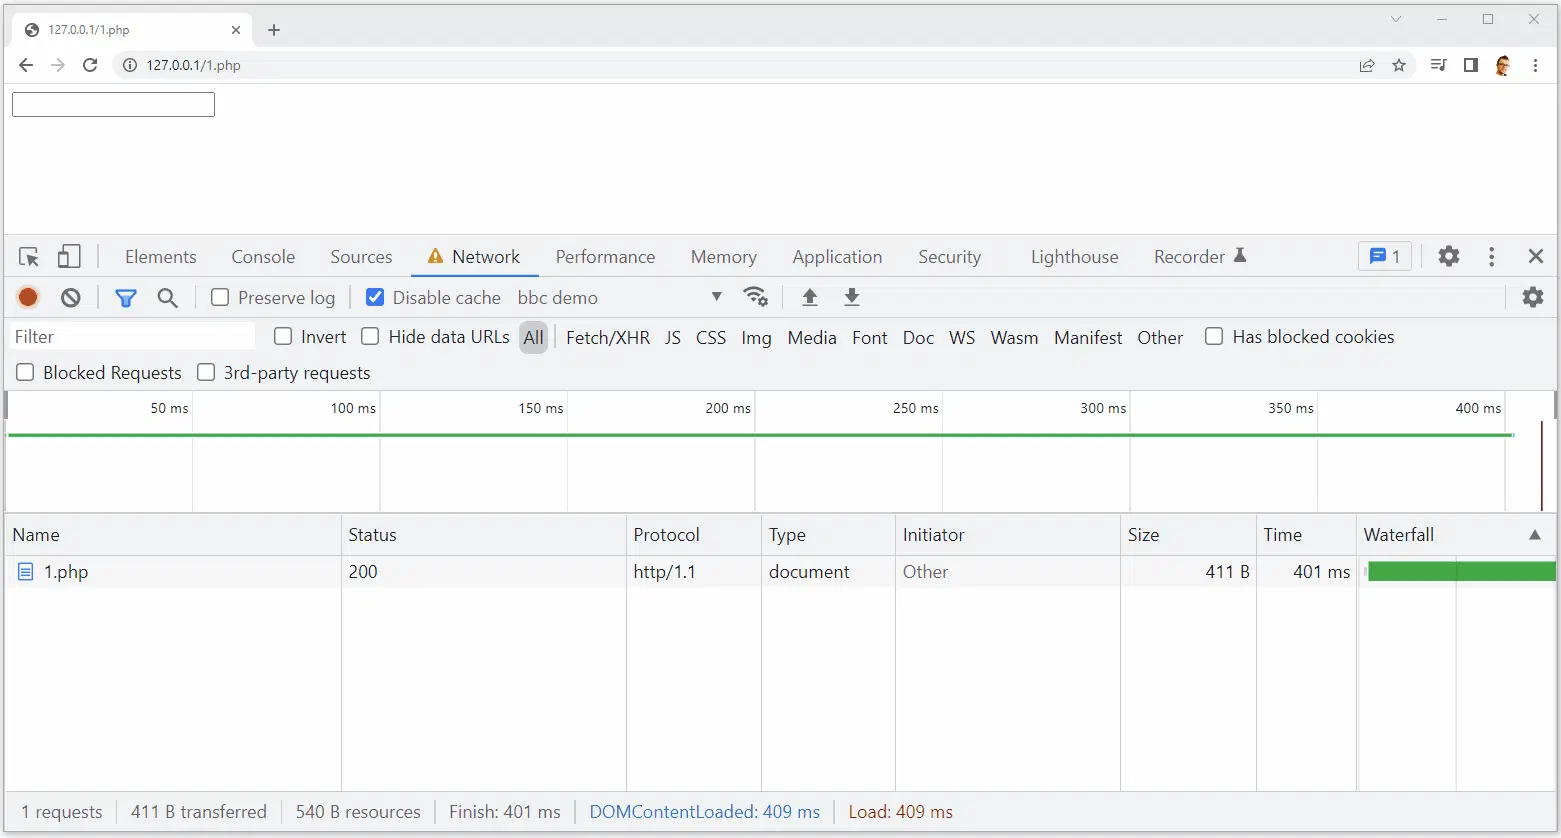 127.0.0.1/1.php
127.0.0.1/1.php
Elements Console Sources Network Performance Memory Application Security Lighthouse Recorder 1
Preserve log Disable cache bbc demo
Filter Invert Hide data URLs All Fetch/XHR JS CSS Img Media Font Doc WS Wasm Manifest Other Has blocked cookies
Blocked Requests 3rd-party requests
50 ms 100 ms 150 ms 200 ms 250 ms 300 ms 350 ms 400 ms
Name Status Protocol Type Initiator Size Time Waterfall
1.php 200 http/1.1 document Other 411 B 401 ms
1 requests 411 B transferred 540 B resources Finish: 401 ms DOMContentLoaded: 409 ms Load: 409 ms